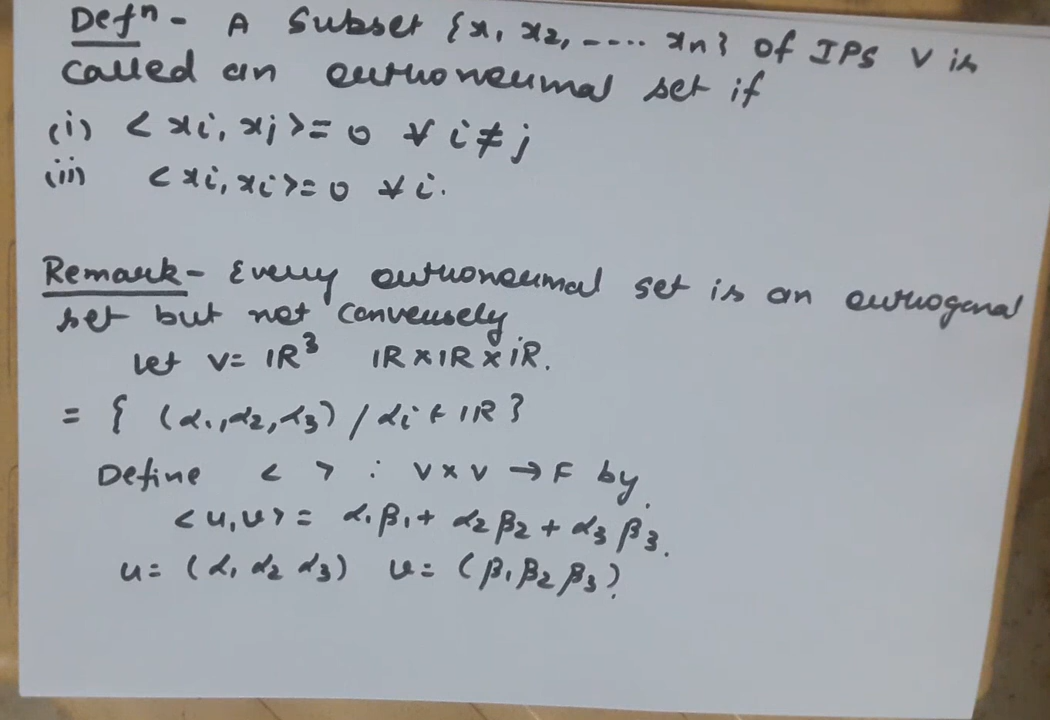 Defⁿ - A Subset {x₁, x₂, ---- xₙ} of IPS V is
called an orthonormal set if
(i) < xi, xj > = 0 ∀ i ≠ j
(ii) < xi, xi > = 0 ∀ i.
Remark - Every orthonormal set is an orthogonal
set but not conversely
Let V = IR³ IR × IR × IR.
= { (α₁, α₂, α₃) / αi ∈ IR }
Define < > : V × V → F by.
< u, v > = α₁β₁ + α₂β₂ + α₃β₃.
u = (α₁ α₂ α₃) v = (β₁ β₂ β₃).